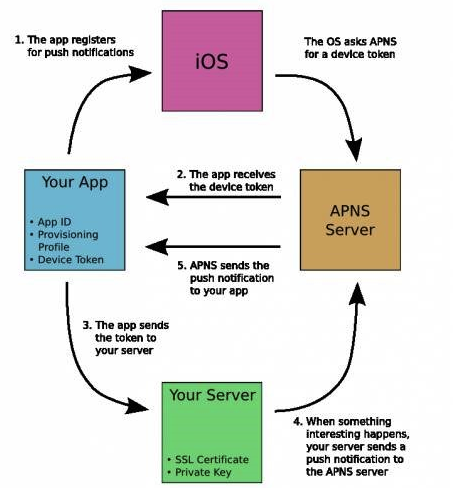 1. The app registers
for push notifications
iOS
The OS asks APNS
for a device token
Your App
• App ID
• Provisioning
Profile
• Device Token
2. The app receives
the device token
APNS
Server
5. APNS sends the
push notification
to your app
3. The app sends
the token to
your server
Your Server
• SSL Certificate
• Private Key
4. When something
interesting happens,
your server sends a
push notification to
the APNS server